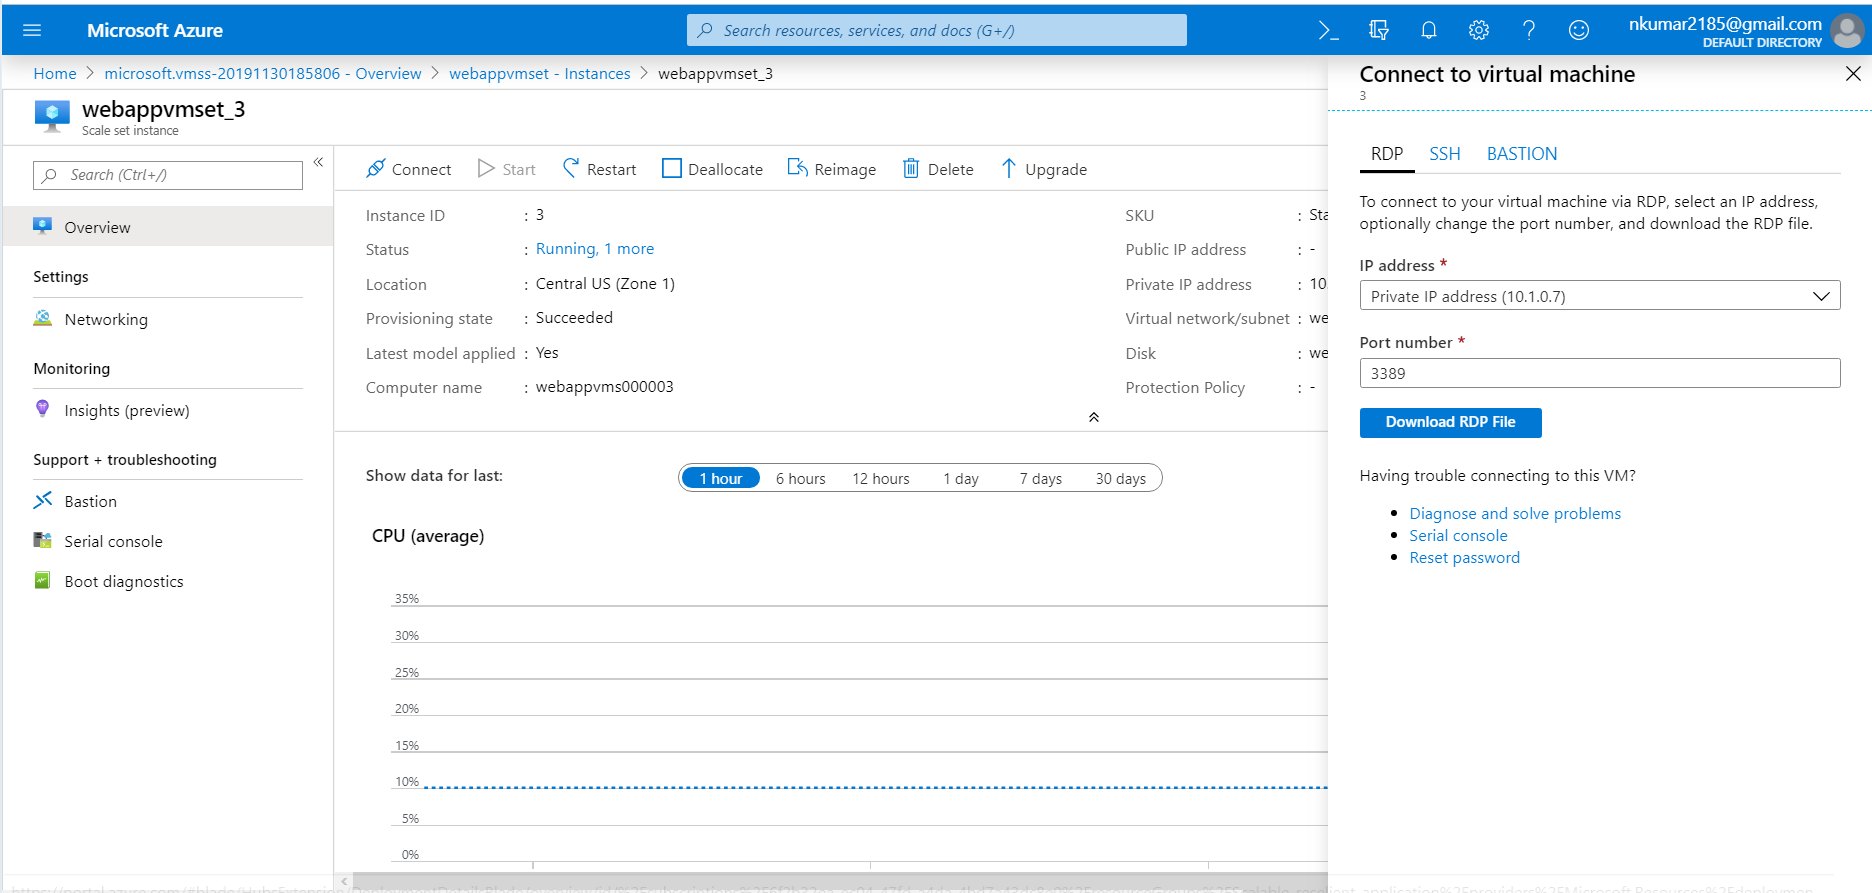 Microsoft Azure
Search resources, services, and docs (G+/)
nkumar2185@gmail.com
DEFAULT DIRECTORY
Home > microsoft.vmss-20191130185806 - Overview > webappvmset - Instances > webappvmset_3
webappvmset_3
Scale set instance
Search (Ctrl+/)
Overview
Settings
Networking
Monitoring
Insights (preview)
Support + troubleshooting
Bastion
Serial console
Boot diagnostics
Connect Start Restart Deallocate Reimage Delete Upgrade
Instance ID : 3
Status : Running, 1 more
Location : Central US (Zone 1)
Provisioning state : Succeeded
Latest model applied : Yes
Computer name : webappvms000003
SKU : Sta
Public IP address : -
Private IP address : 10.
Virtual network/subnet : we
Disk : we
Protection Policy : -
Show data for last:
1 hour 6 hours 12 hours 1 day 7 days 30 days
CPU (average)
35%
30%
25%
20%
15%
10%
5%
0%
Connect to virtual machine
3
RDP SSH BASTION
To connect to your virtual machine via RDP, select an IP address,
optionally change the port number, and download the RDP file.
IP address *
Private IP address (10.1.0.7)
Port number *
3389
Download RDP File
Having trouble connecting to this VM?
Diagnose and solve problems
Serial console
Reset password